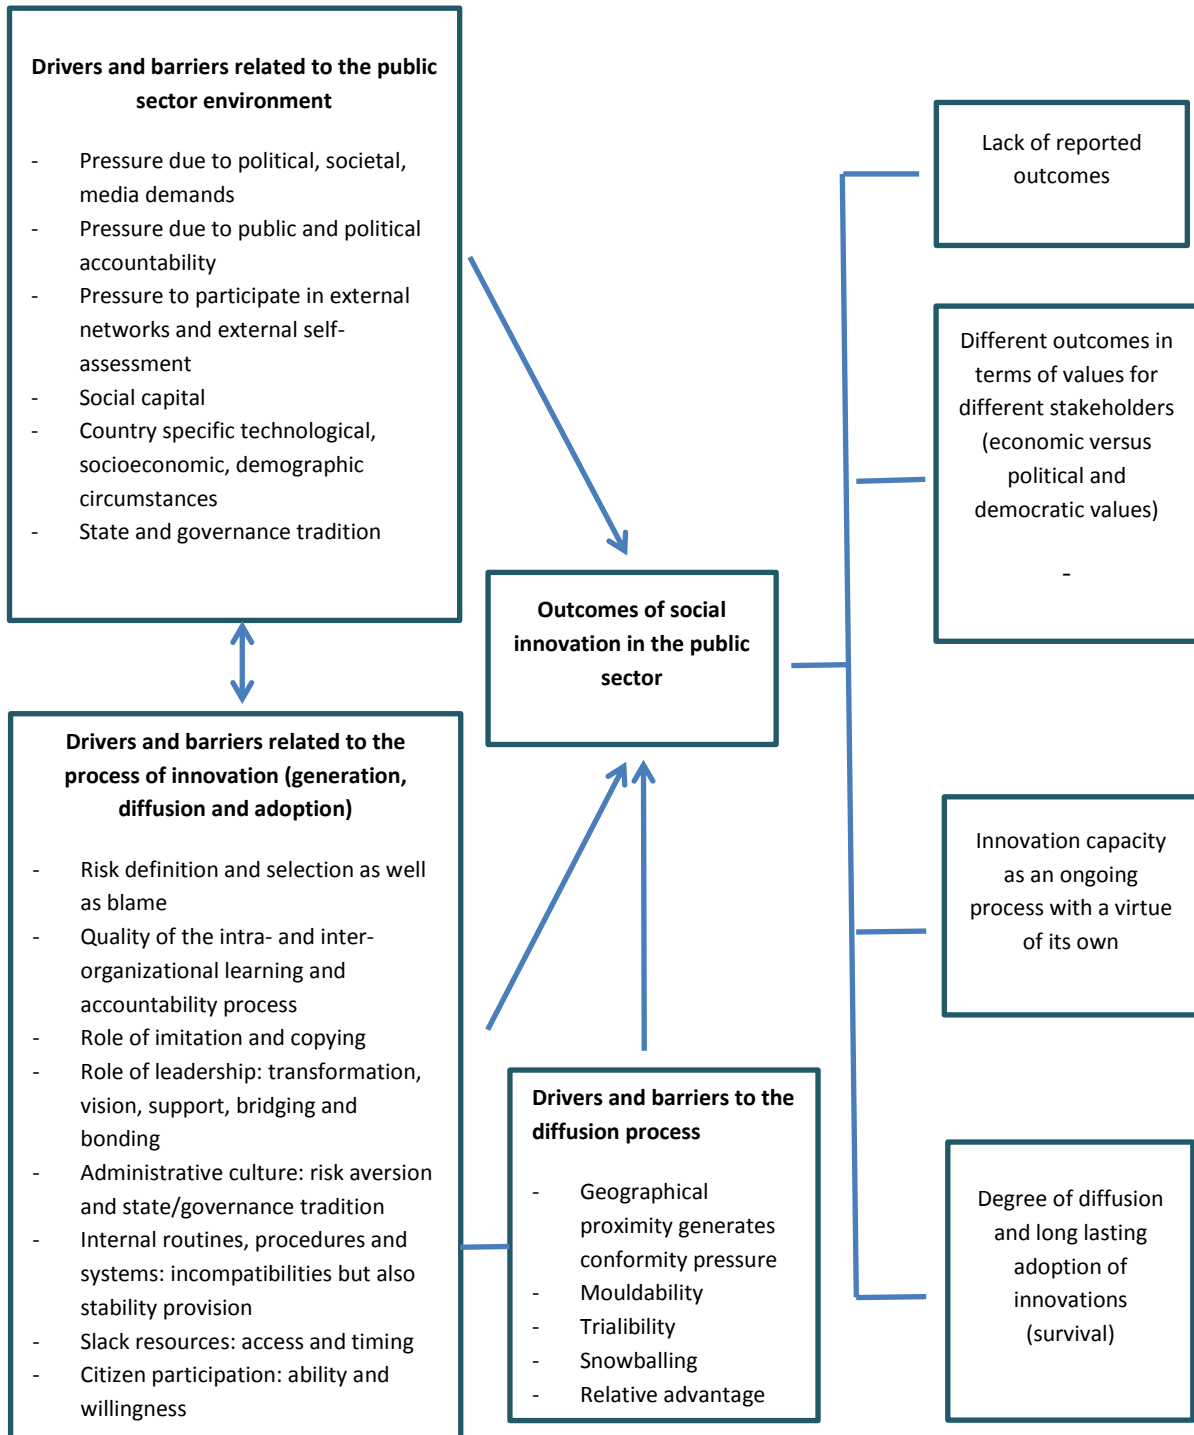 Drivers and barriers related to the public
sector environment
- Pressure due to political, societal,
media demands
- Pressure due to public and political
accountability
- Pressure to participate in external
networks and external self-
assessment
- Social capital
- Country specific technological,
socioeconomic, demographic
circumstances
- State and governance tradition
Drivers and barriers related to the
process of innovation (generation,
diffusion and adoption)
- Risk definition and selection as well
as blame
- Quality of the intra- and inter-
organizational learning and
accountability process
- Role of imitation and copying
- Role of leadership: transformation,
vision, support, bridging and
bonding
- Administrative culture: risk aversion
and state/governance tradition
- Internal routines, procedures and
systems: incompatibilities but also
stability provision
- Slack resources: access and timing
- Citizen participation: ability and
willingness
Outcomes of social
innovation in the public
sector
Drivers and barriers to the
diffusion process
- Geographical
proximity generates
conformity pressure
- Mouldability
- Trialibility
- Snowballing
- Relative advantage
Lack of reported
outcomes
Different outcomes in
terms of values for
different stakeholders
(economic versus
political and
democratic values)
-
Innovation capacity
as an ongoing
process with a virtue
of its own
Degree of diffusion
and long lasting
adoption of
innovations
(survival)